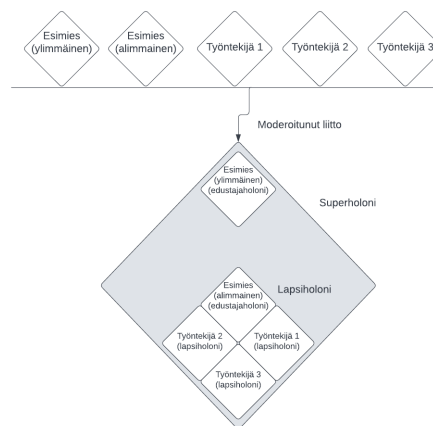 Esimies
(ylimmäinen)
Esimies
(alimmainen)
Työntekijä 1
Työntekijä 2
Työntekijä 3
Moderoitunut liitto
Esimies
(ylimmäinen)
(edustajaholoni)
Superholoni
Esimies
(alimmainen)
(edustajaholoni)
Lapsiholoni
Työntekijä 2
(lapsiholoni)
Työntekijä 1
(lapsiholoni)
Työntekijä 3
(lapsiholoni)